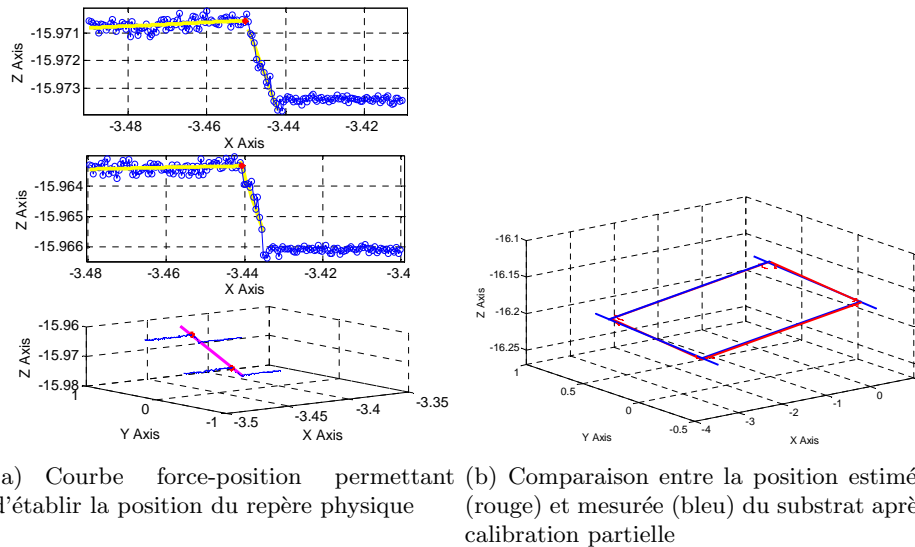 -15.971
-15.972
-15.973
Z Axis
-3.48 -3.46 -3.44 -3.42
X Axis
-15.964
-15.965
-15.966
Z Axis
-3.48 -3.46 -3.44 -3.42 -3.4
X Axis
-15.96
-15.97
-15.98
Z Axis
1 0 -1
Y Axis
-3.5 -3.45 -3.4 -3.35
X Axis
a) Courbe force-position permettant
d'établir la position du repère physique
-16.1
-16.15
-16.2
-16.25
Z Axis
1 0.5 0 -0.5
Y Axis
-4 -3 -2 -1 0
X Axis
(b) Comparaison entre la position estimé
(rouge) et mesurée (bleu) du substrat aprè
calibration partielle